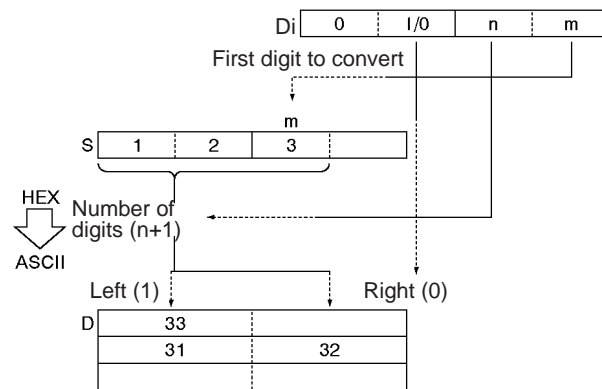 Di 0 1/0 n m
First digit to convert
m
S 1 2 3
HEX
Number of
digits (n+1)
ASCII
Left (1) Right (0)
D 33
31 32